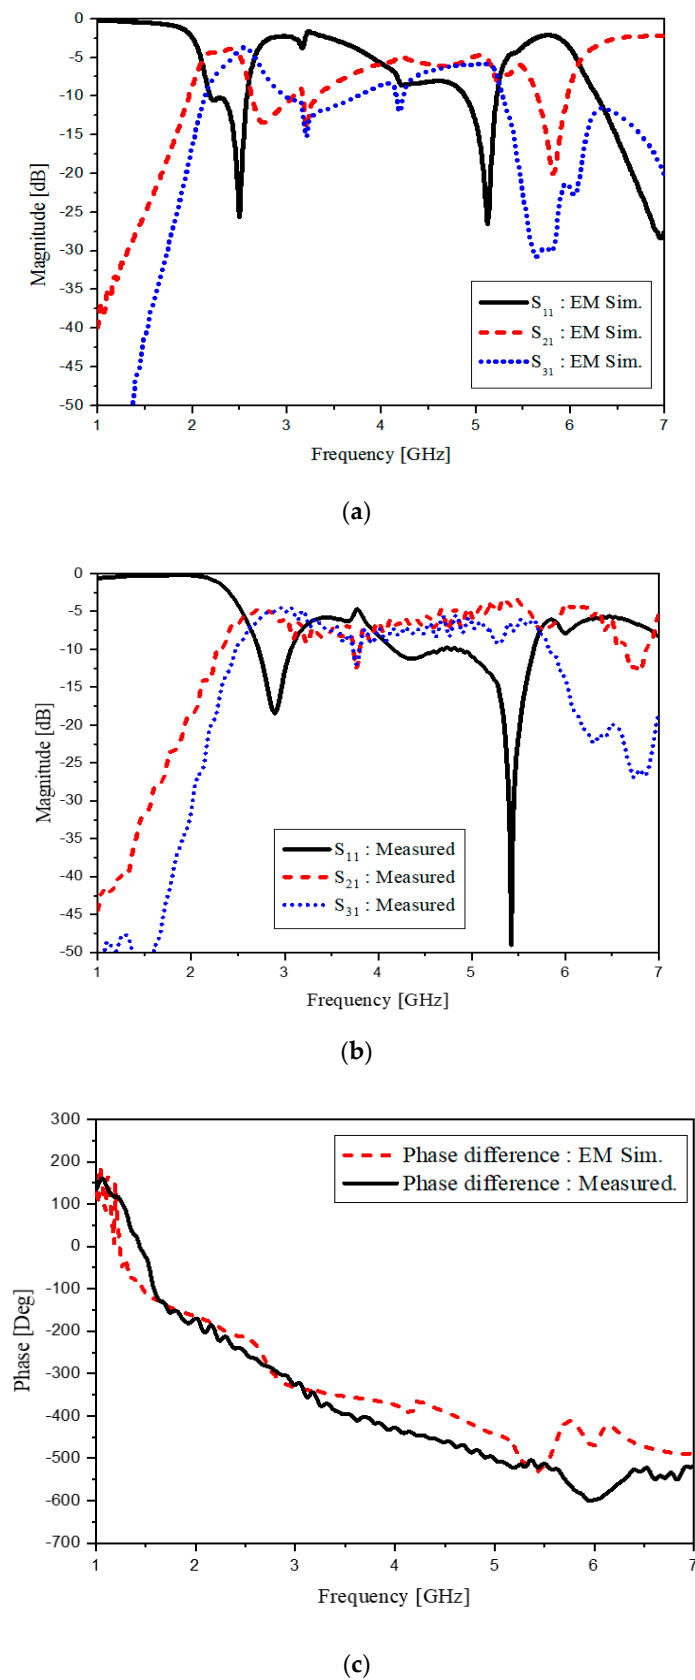 0
-5
-10
-15
-20
-25
-30
-35
-40
-45
-50
Magnitude [dB]
S11 : EM Sim.
S21 : EM Sim.
S31 : EM Sim.
1 2 3 4 5 6 7
Frequency [GHz]
(a)
0
-5
-10
-15
-20
-25
-30
-35
-40
-45
-50
Magnitude [dB]
S11 : Measured
S21 : Measured
S31 : Measured
1 2 3 4 5 6 7
Frequency [GHz]
(b)
300
200
100
0
-100
-200
-300
-400
-500
-600
-700
Phase [Deg]
Phase difference : EM Sim.
Phase difference : Measured.
1 2 3 4 5 6 7
Frequency [GHz]
(c)